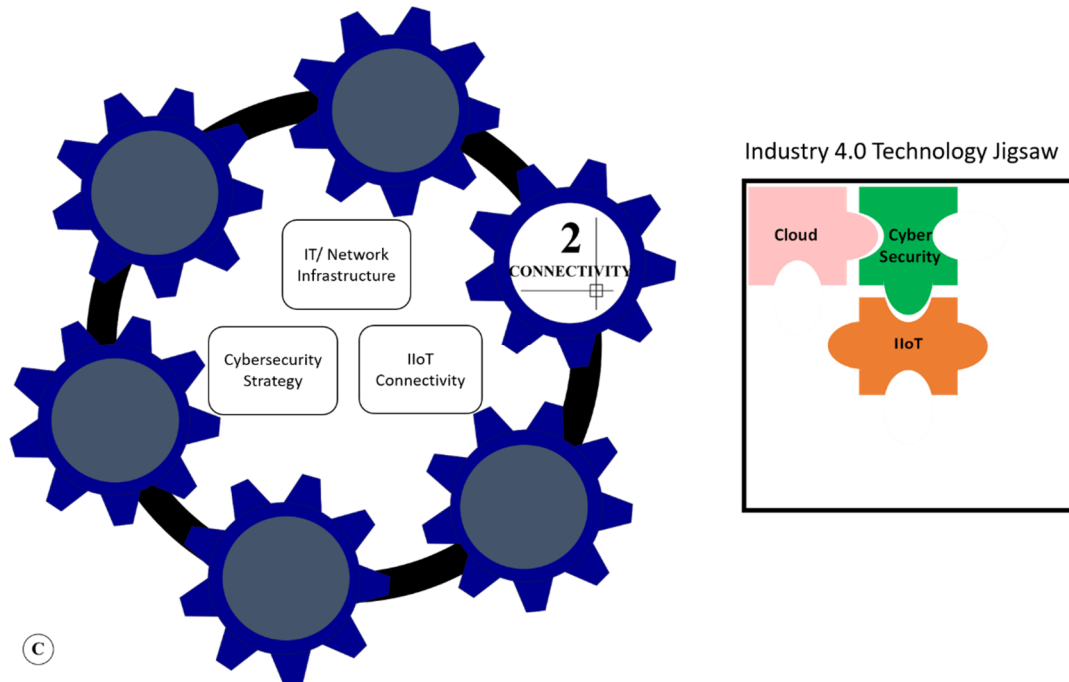 2
CONNECTIVITY
IT/ Network
Infrastructure
Cybersecurity
Strategy
IIoT
Connectivity
Industry 4.0 Technology Jigsaw
Cloud
Cyber
Security
IIoT
C